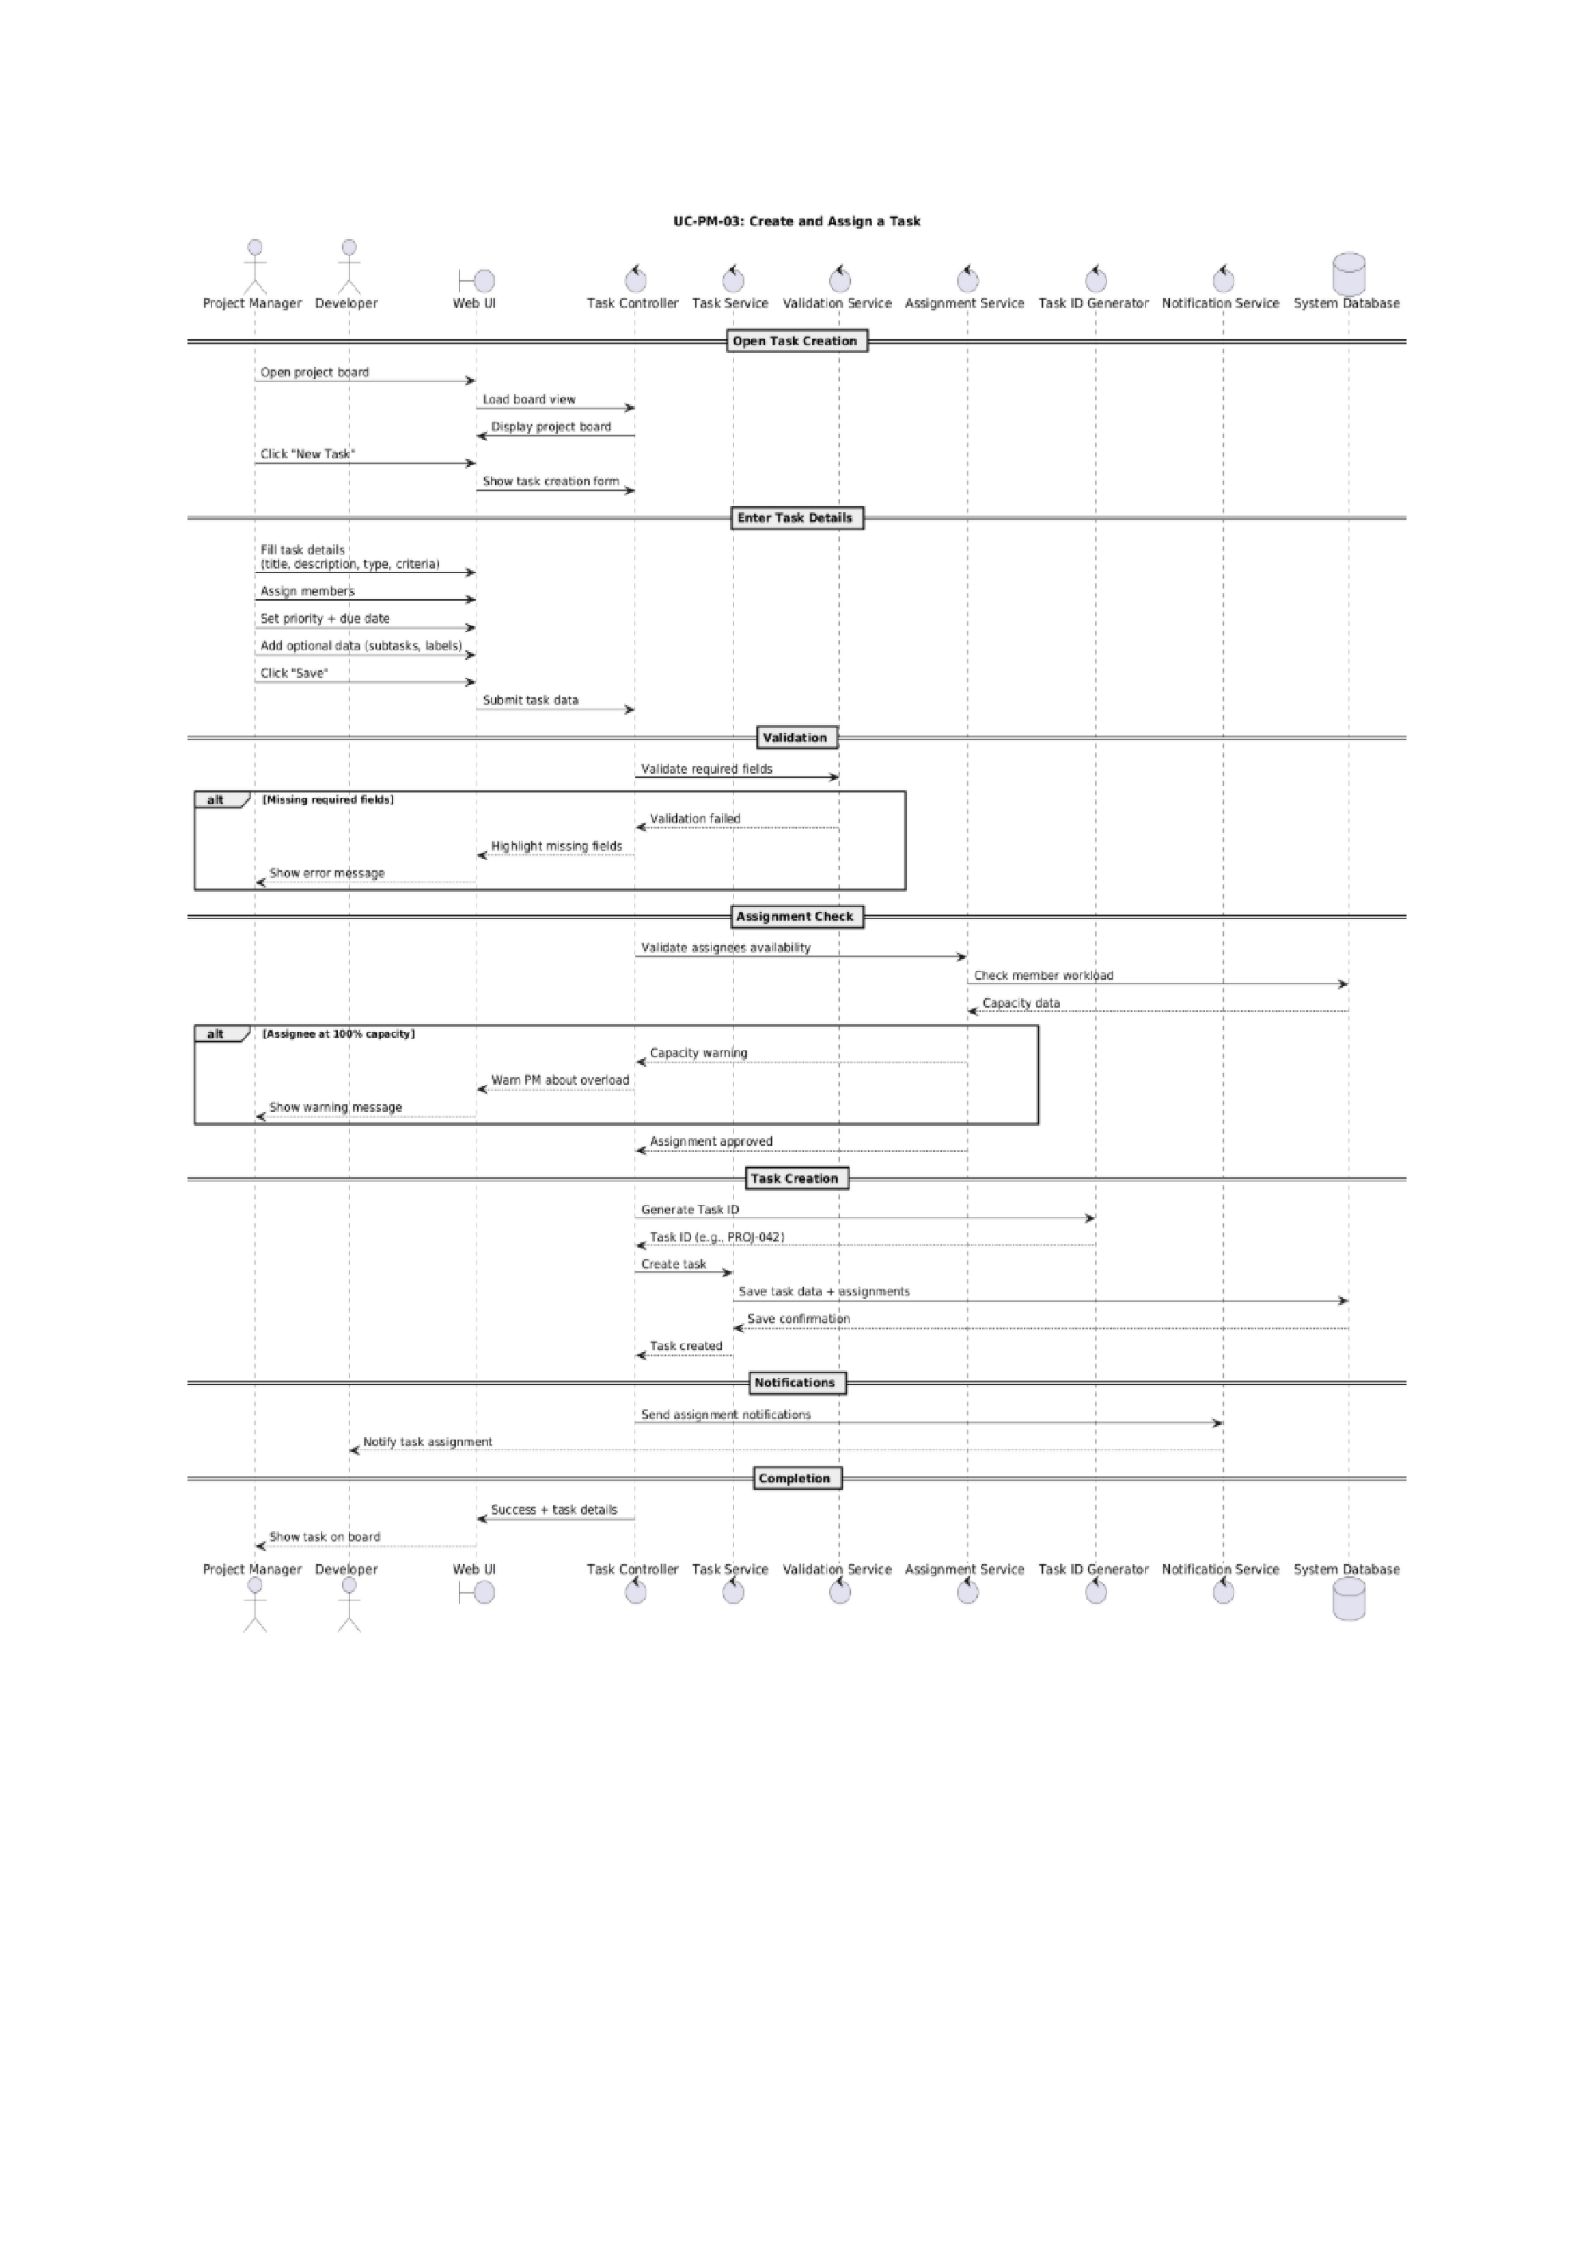 UC-PM-03: Create and Assign a Task
Project Manager Developer Web UI Task Controller Task Service Validation Service Assignment Service Task ID Generator Notification Service System Database
Open Task Creation
Open project board
Load board view
Display project board
Click "New Task"
Show task creation form
Enter Task Details
Fill task details
(title, description, type, criteria)
Assign members
Set priority + due date
Add optional data (subtasks, labels)
Click "Save"
Submit task data
Validation
Validate required fields
alt [Missing required fields]
Validation failed
Highlight missing fields
Show error message
Assignment Check
Validate assignees availability
Check member workload
Capacity data
alt [Assignee at 100% capacity]
Capacity warning
Warn PM about overload
Show warning message
Assignment approved
Task Creation
Generate Task ID
Task ID (e.g., PROJ-042)
Create task
Save task data + assignments
Save confirmation
Task created
Notifications
Send assignment notifications
Notify task assignment
Completion
Success + task details
Show task on board
Project Manager Developer Web UI Task Controller Task Service Validation Service Assignment Service Task ID Generator Notification Service System Database